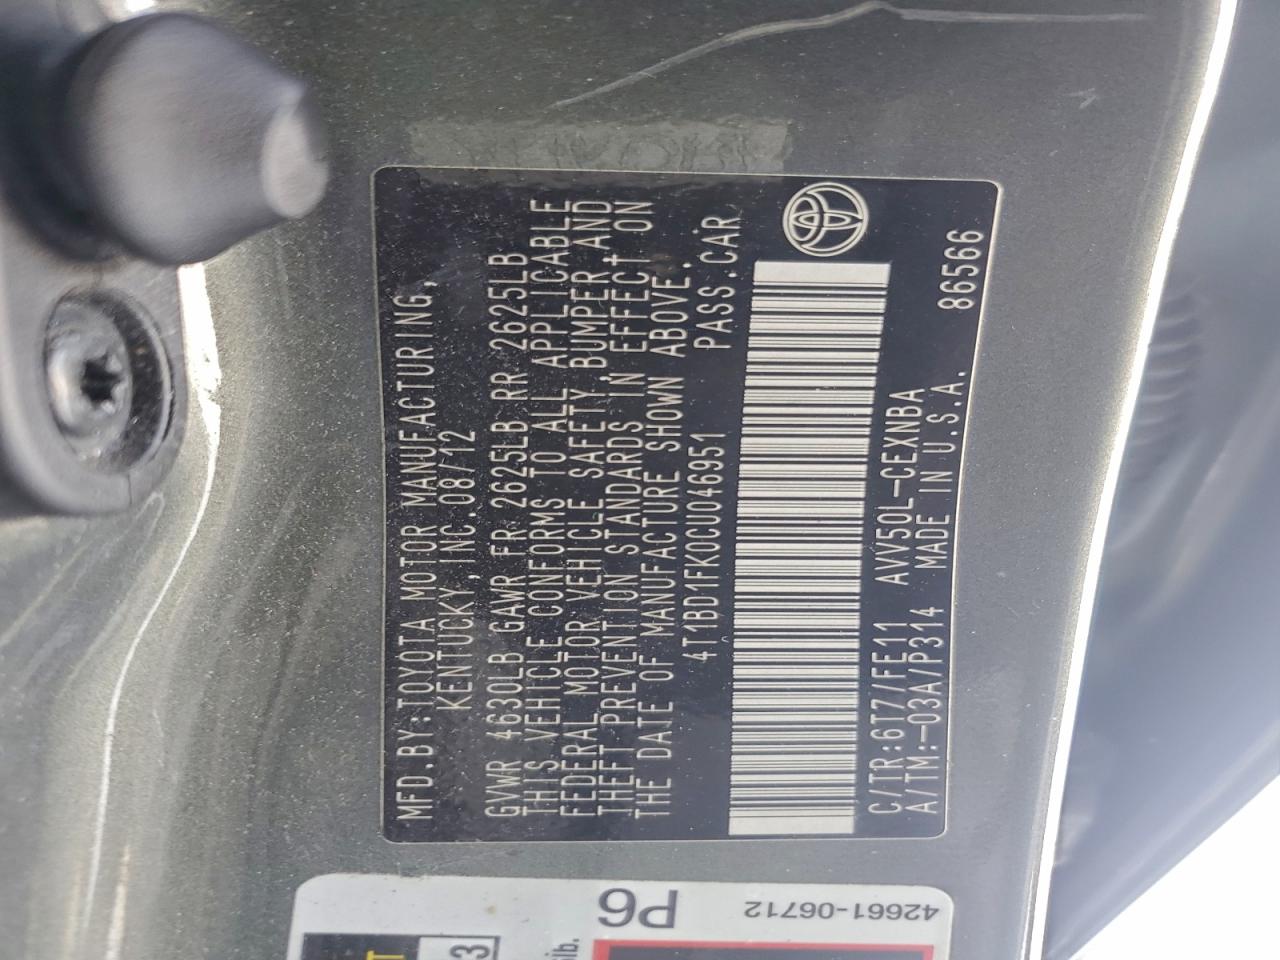 MFD.BY:TOYOTA MOTOR MANUFACTURING,
KENTUCKY, INC.08/12
GVWR 4630LB GAWR FR 2625LB RR 2625LB
THIS VEHICLE CONFORMS TO ALL APPLICABLE
FEDERAL MOTOR VEHICLE SAFETY, BUMPER, AND
THEFT PREVENTION STANDARDS IN EFFECT ON
THE DATE OF MANUFACTURE SHOWN ABOVE.
4T1BD1FK0CU046951 PASS.CAR
C/TR:6T7/FE11 AVV50L-CEXNBA
A/TM:-03A/P314 MADE IN U.S.A. 86566
P6
42661-06712
3